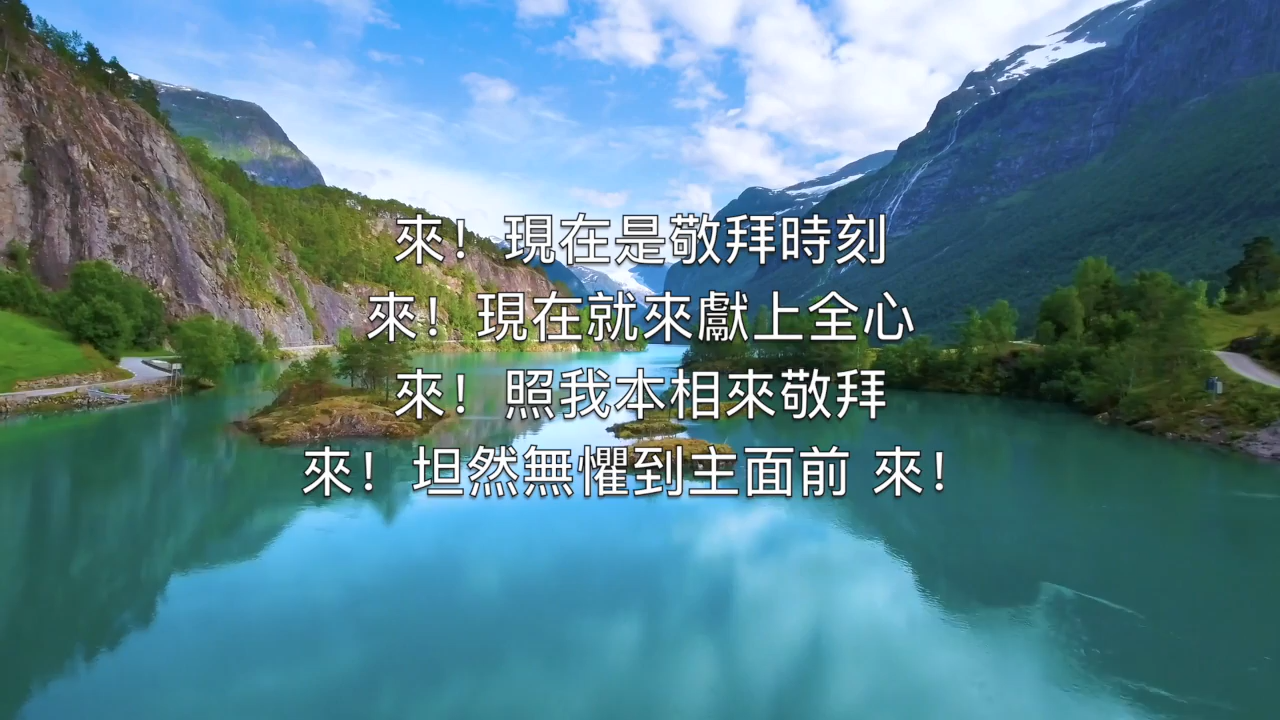 來！現在是敬拜時刻
來！現在就來獻上全心
來！照我本相來敬拜
來！坦然無懼到主面前 來！